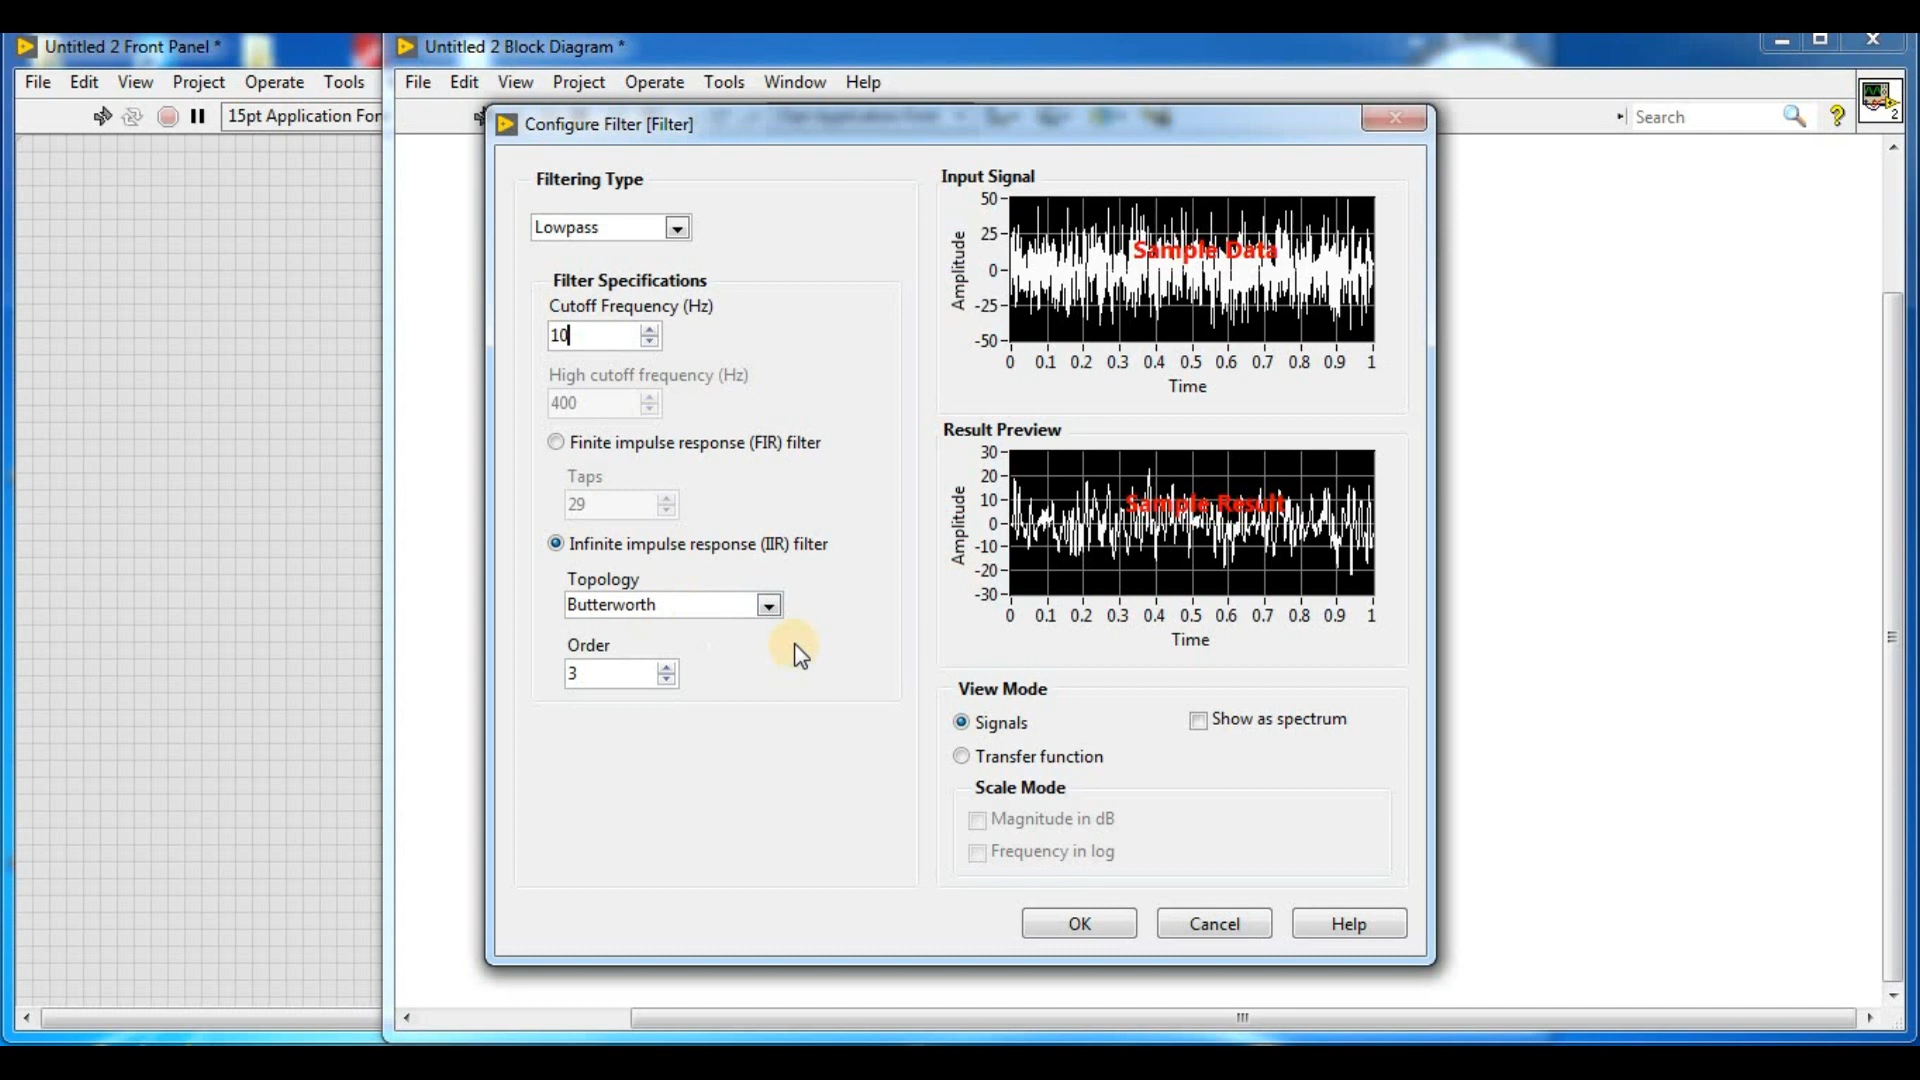 Untitled 2 Front Panel *
Untitled 2 Block Diagram *
File Edit View Project Operate Tools
File Edit View Project Operate Tools Window Help
15pt Application For
Search
2
Configure Filter [Filter]
Filtering Type
Lowpass
Filter Specifications
Cutoff Frequency (Hz)
10
High cutoff frequency (Hz)
400
Finite impulse response (FIR) filter
Taps
29
Infinite impulse response (IIR) filter
Topology
Butterworth
Order
3
Input Signal
Amplitude
50
25
0
-25
-50
Sample Data
0 0.1 0.2 0.3 0.4 0.5 0.6 0.7 0.8 0.9 1
Time
Result Preview
Amplitude
30
20
10
0
-10
-20
-30
Sample Result
0 0.1 0.2 0.3 0.4 0.5 0.6 0.7 0.8 0.9 1
Time
View Mode
Signals
Show as spectrum
Transfer function
Scale Mode
Magnitude in dB
Frequency in log
OK Cancel Help